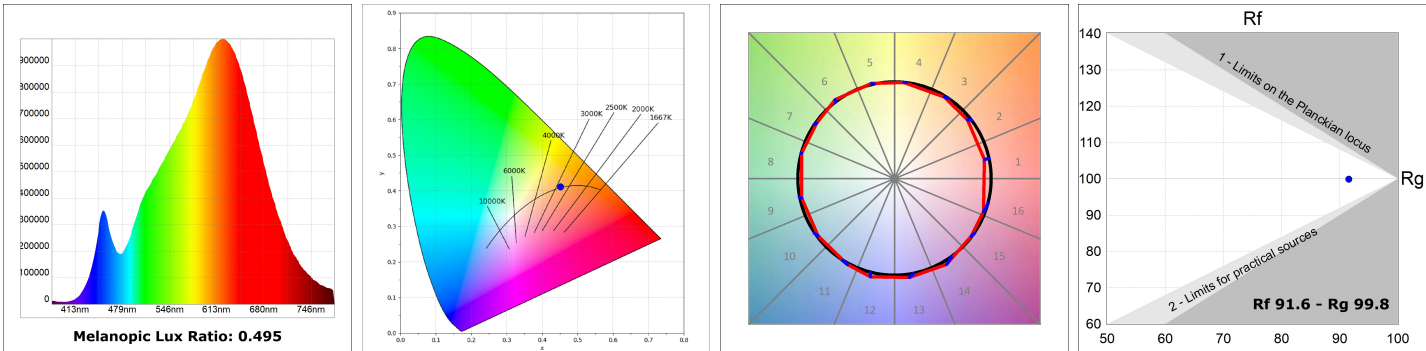 900000
800000
700000
600000
500000
400000
300000
200000
100000
0
413nm 479nm 546nm 613nm 680nm 746nm
Melanopic Lux Ratio: 0.495
0.9
0.8
0.7
0.6
0.5
0.4
0.3
0.2
0.1
0.0
y
0.0 0.1 0.2 0.3 0.4 0.5 0.6 0.7 0.8
x
10000K
6000K
4000K
3000K
2500K
2000K
1667K
1
2
3
4
5
6
7
8
9
10
11
12
13
14
15
16
Rf
140
130
120
110
100
90
80
70
60
Rg
1 - Limits on the Planckian locus
2 - Limits for practical sources
Rf 91.6 - Rg 99.8
50 60 70 80 90 100